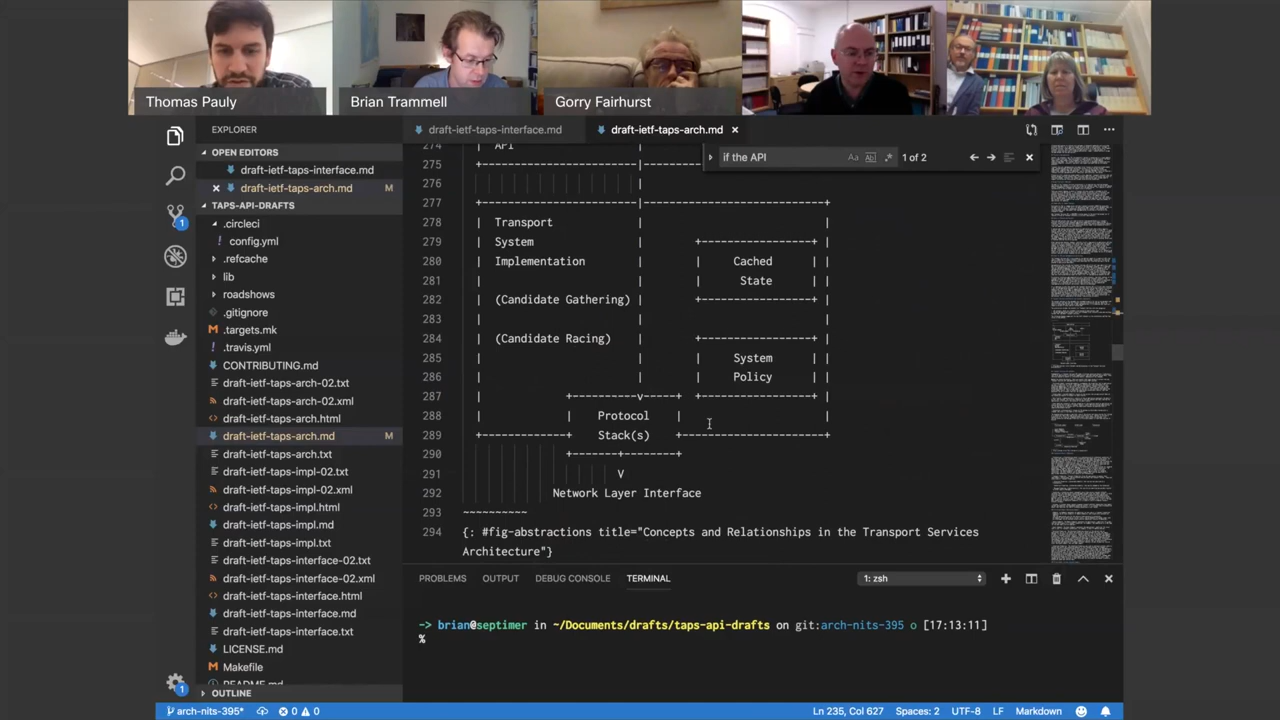 Thomas Pauly
Brian Trammell
Gorry Fairhurst
EXPLORER
OPEN EDITORS
draft-ietf-taps-interface.md
draft-ietf-taps-arch.md M
TAPS-API-DRAFTS
.circleci
config.yml
.refcache
lib
roadshows
.gitignore
.targets.mk
.travis.yml
CONTRIBUTING.md
draft-ietf-taps-arch-02.txt
draft-ietf-taps-arch-02.xml
draft-ietf-taps-arch.html
draft-ietf-taps-arch.md M
draft-ietf-taps-arch.txt
draft-ietf-taps-impl-02.txt
draft-ietf-taps-impl-02.xml
draft-ietf-taps-impl.html
draft-ietf-taps-impl.md
draft-ietf-taps-impl.txt
draft-ietf-taps-interface-02.txt
draft-ietf-taps-interface-02.xml
draft-ietf-taps-interface.html
draft-ietf-taps-interface.md
draft-ietf-taps-interface.txt
LICENSE.md
Makefile
README.md
OUTLINE
draft-ietf-taps-interface.md draft-ietf-taps-arch.md
if the API Aa Abl .* 1 of 2
274 | API |
275 +--------------------|--------
276 |
277 +--------------------|------------------------+
278 | Transport | |
279 | System | +------------------+ |
280 | Implementation | | Cached | |
281 | | | State | |
282 | (Candidate Gathering) | +------------------+ |
283 | | |
284 | (Candidate Racing) | +------------------+ |
285 | | | System | |
286 | | | Policy | |
287 | +----------v-----+ +------------------+ |
288 | | Protocol | |
289 +-----------+ Stack(s) +----------------------+
290 +-------+--------+
291 V
292 Network Layer Interface
293 ~~~~~~~~~~
294 {: #fig-abstractions title="Concepts and Relationships in the Transport Services
Architecture"}
PROBLEMS OUTPUT DEBUG CONSOLE TERMINAL 1: zsh
-> brian@septimer in ~/Documents/drafts/taps-api-drafts on git:arch-nits-395 o [17:13:11]
%
1
1
arch-nits-395* 0 0 Ln 235, Col 627 Spaces: 2 UTF-8 LF Markdown